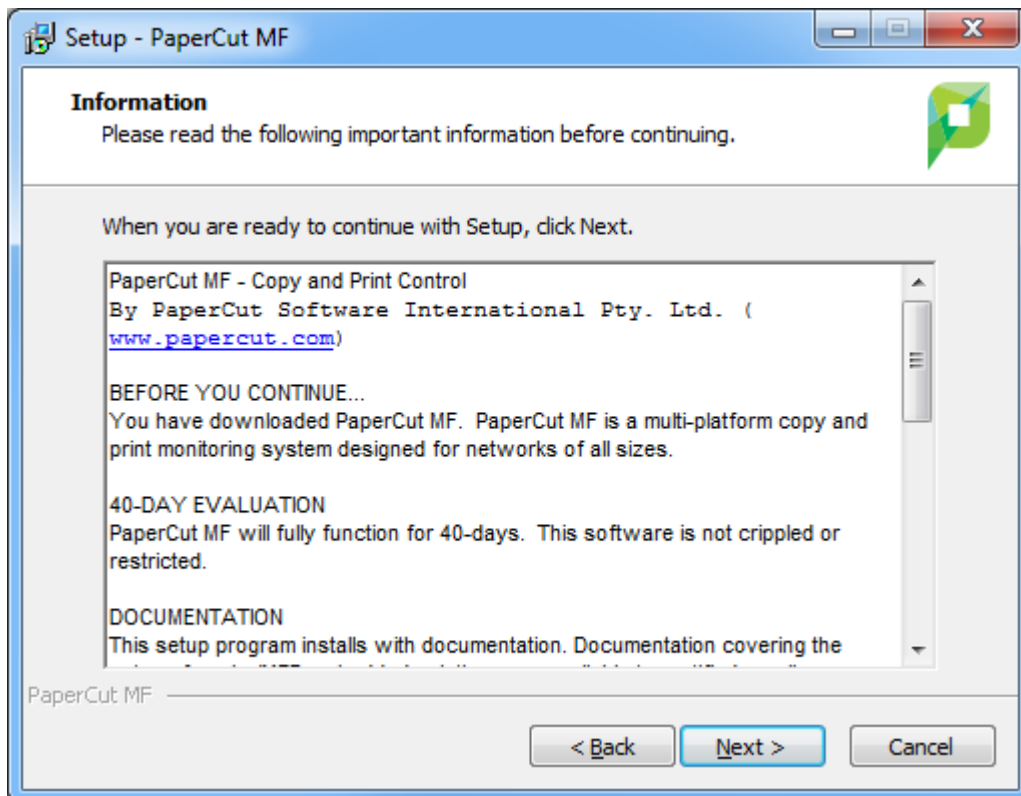 Setup - PaperCut MF
Information
Please read the following important information before continuing.
When you are ready to continue with Setup, click Next.
PaperCut MF - Copy and Print Control
By PaperCut Software International Pty. Ltd. (
www.papercut.com)
BEFORE YOU CONTINUE...
You have downloaded PaperCut MF.  PaperCut MF is a multi-platform copy and
print monitoring system designed for networks of all sizes.
40-DAY EVALUATION
PaperCut MF will fully function for 40-days.  This software is not crippled or
restricted.
DOCUMENTATION
This setup program installs with documentation. Documentation covering the
PaperCut MF
< Back
Next >
Cancel